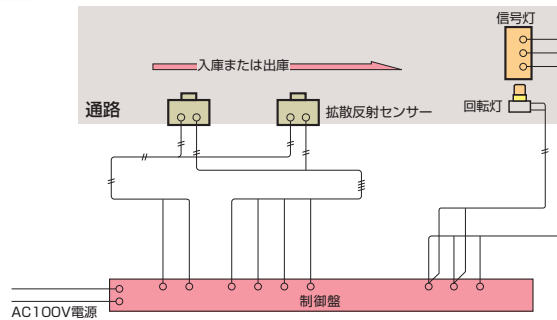 信号灯
入庫または出庫
通路
拡散反射センサー
回転灯
制御盤
AC100V電源